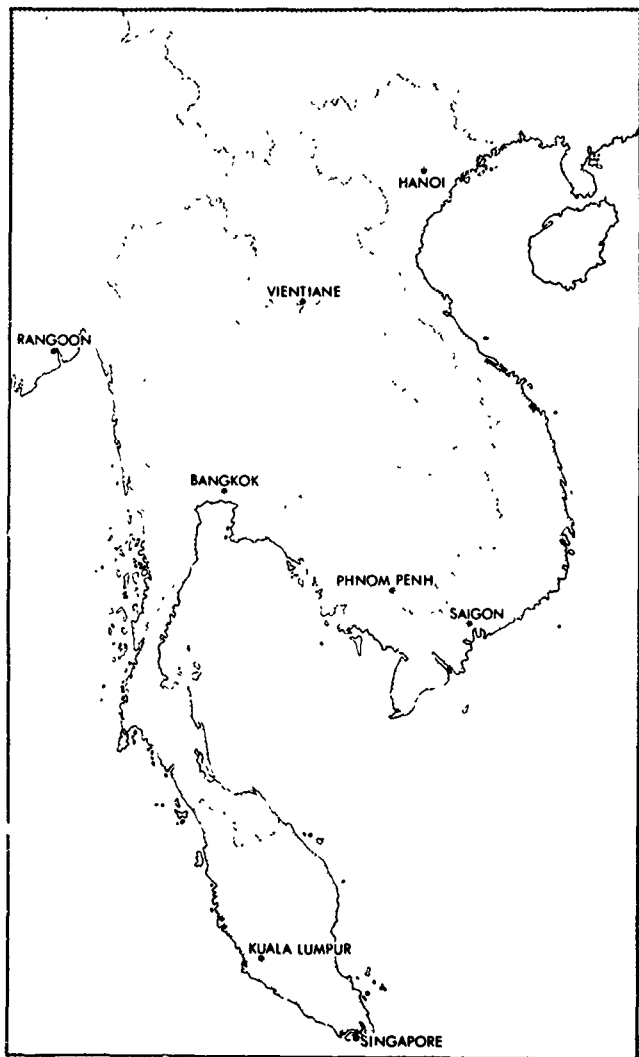 HANOI
VIENTIANE
RANGOON
BANGKOK
PHNOM PENH
SAIGON
KUALA LUMPUR
SINGAPORE